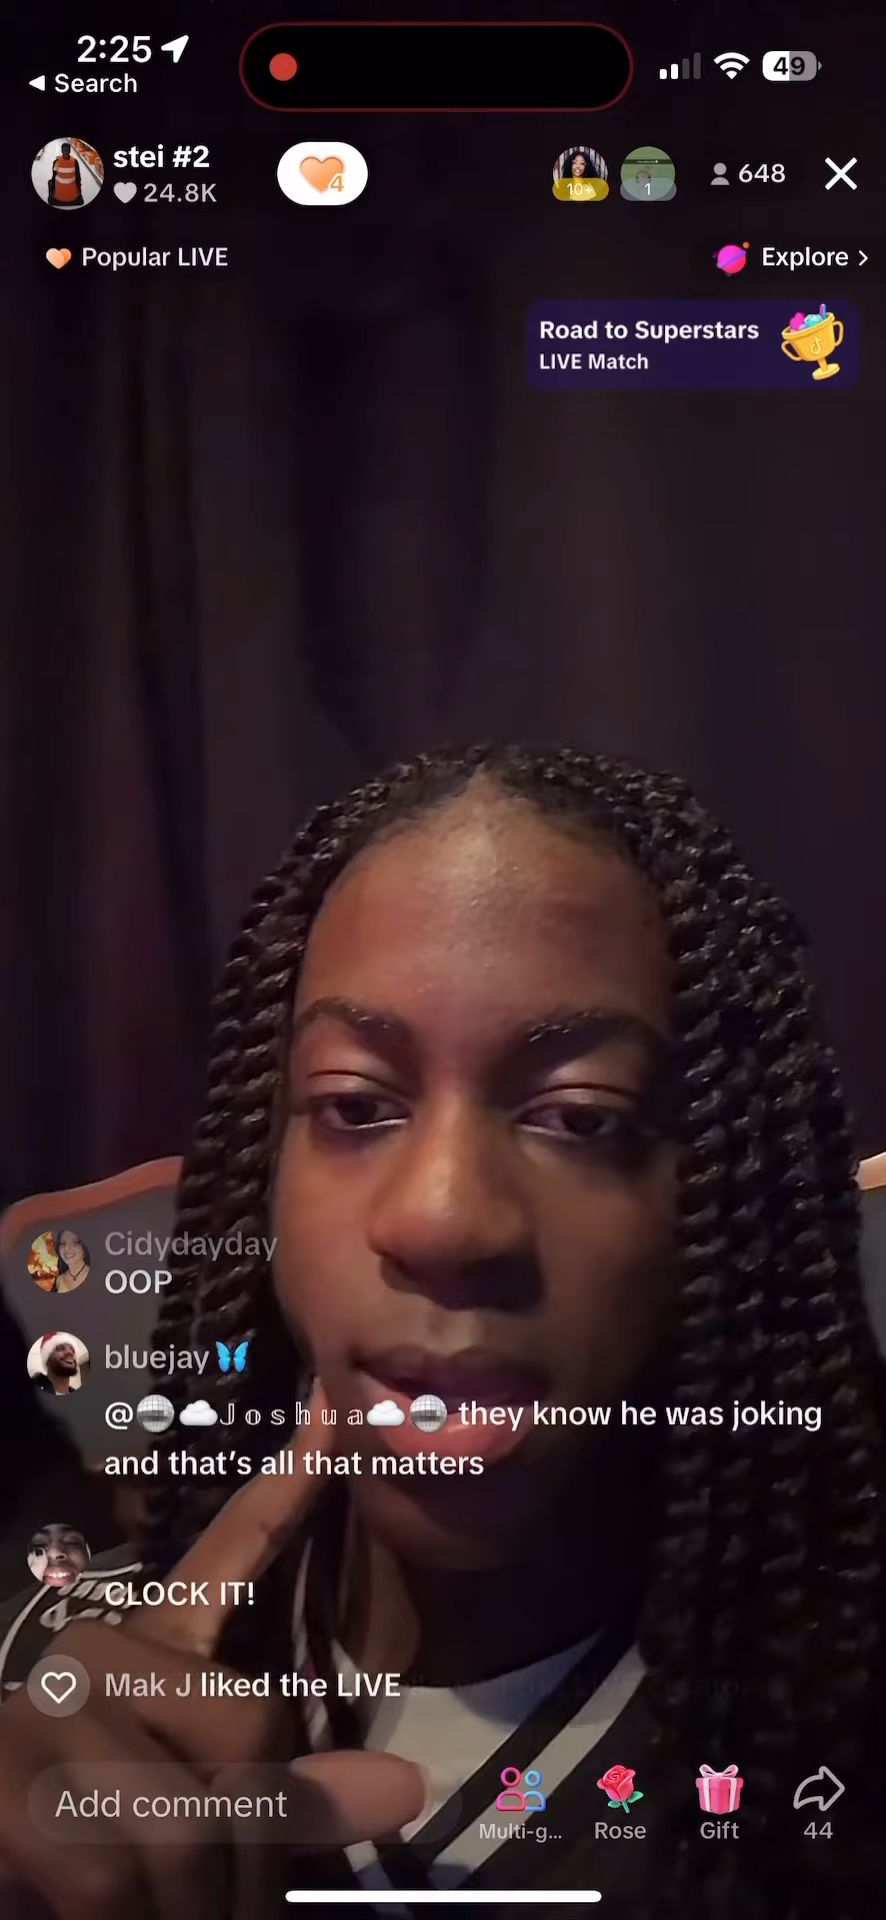 2:25
49
◀ Search
stei #2
24.8K
4
10+
1
648
Popular LIVE
Explore >
Road to Superstars
LIVE Match
Cidydayday
OOP
bluejay🦋
@🪩☁️𝕁𝕠𝕤𝕙𝕦𝕒☁️🪩 they know he was joking
and that’s all that matters
CLOCK IT!
Mak J liked the LIVE
Add comment
Multi-g...
Rose
Gift
44